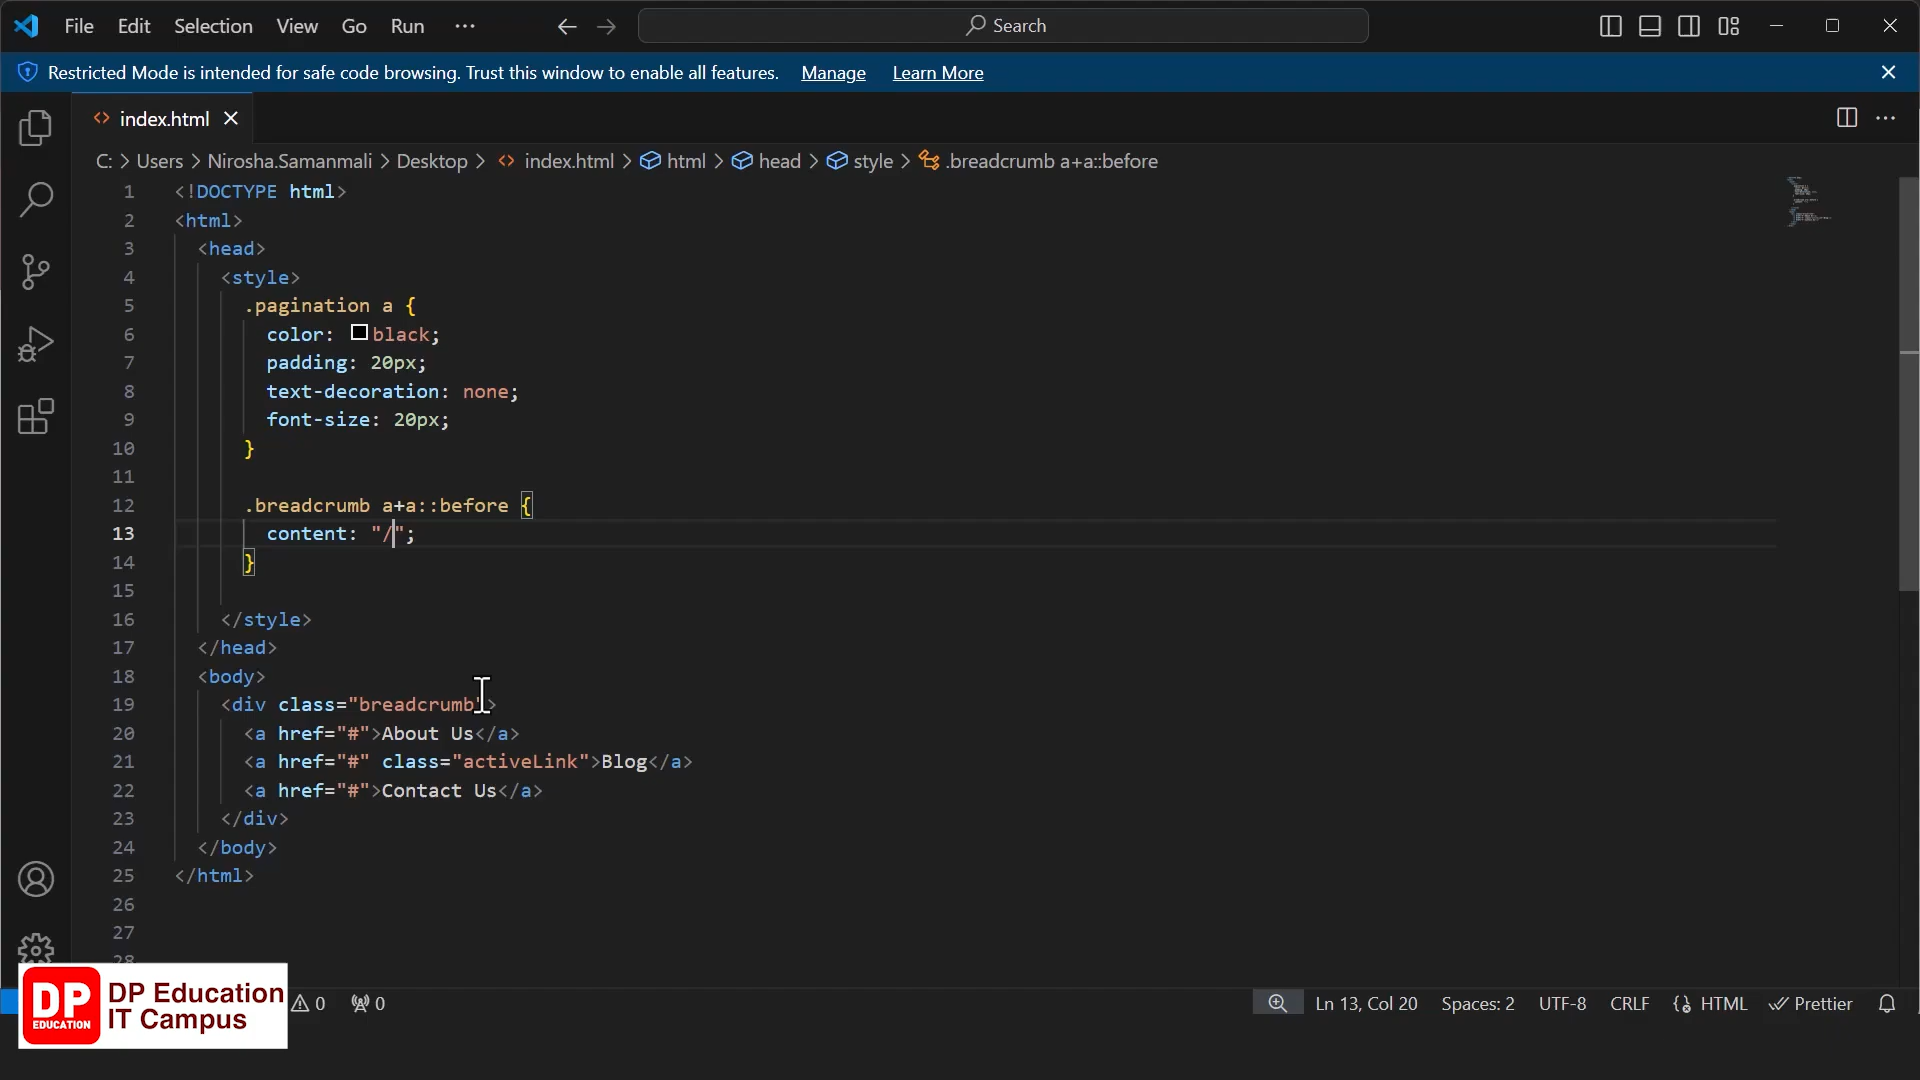 File Edit Selection View Go Run ··· Search
Restricted Mode is intended for safe code browsing. Trust this window to enable all features. Manage Learn More
index.html
C: > Users > Nirosha.Samanmali > Desktop > index.html > html > head > style > .breadcrumb a+a::before
1 <!DOCTYPE html>
2 <html>
3 <head>
4 <style>
5 .pagination a {
6 color: black;
7 padding: 20px;
8 text-decoration: none;
9 font-size: 20px;
10 }
11
12 .breadcrumb a+a::before {
13 content: "/";
14 }
15
16 </style>
17 </head>
18 <body>
19 <div class="breadcrumb">
20 <a href="#">About Us</a>
21 <a href="#" class="activeLink">Blog</a>
22 <a href="#">Contact Us</a>
23 </div>
24 </body>
25 </html>
26
27
28
DP EDUCATION
DP Education
IT Campus
0 0 Ln 13, Col 20 Spaces: 2 UTF-8 CRLF HTML Prettier